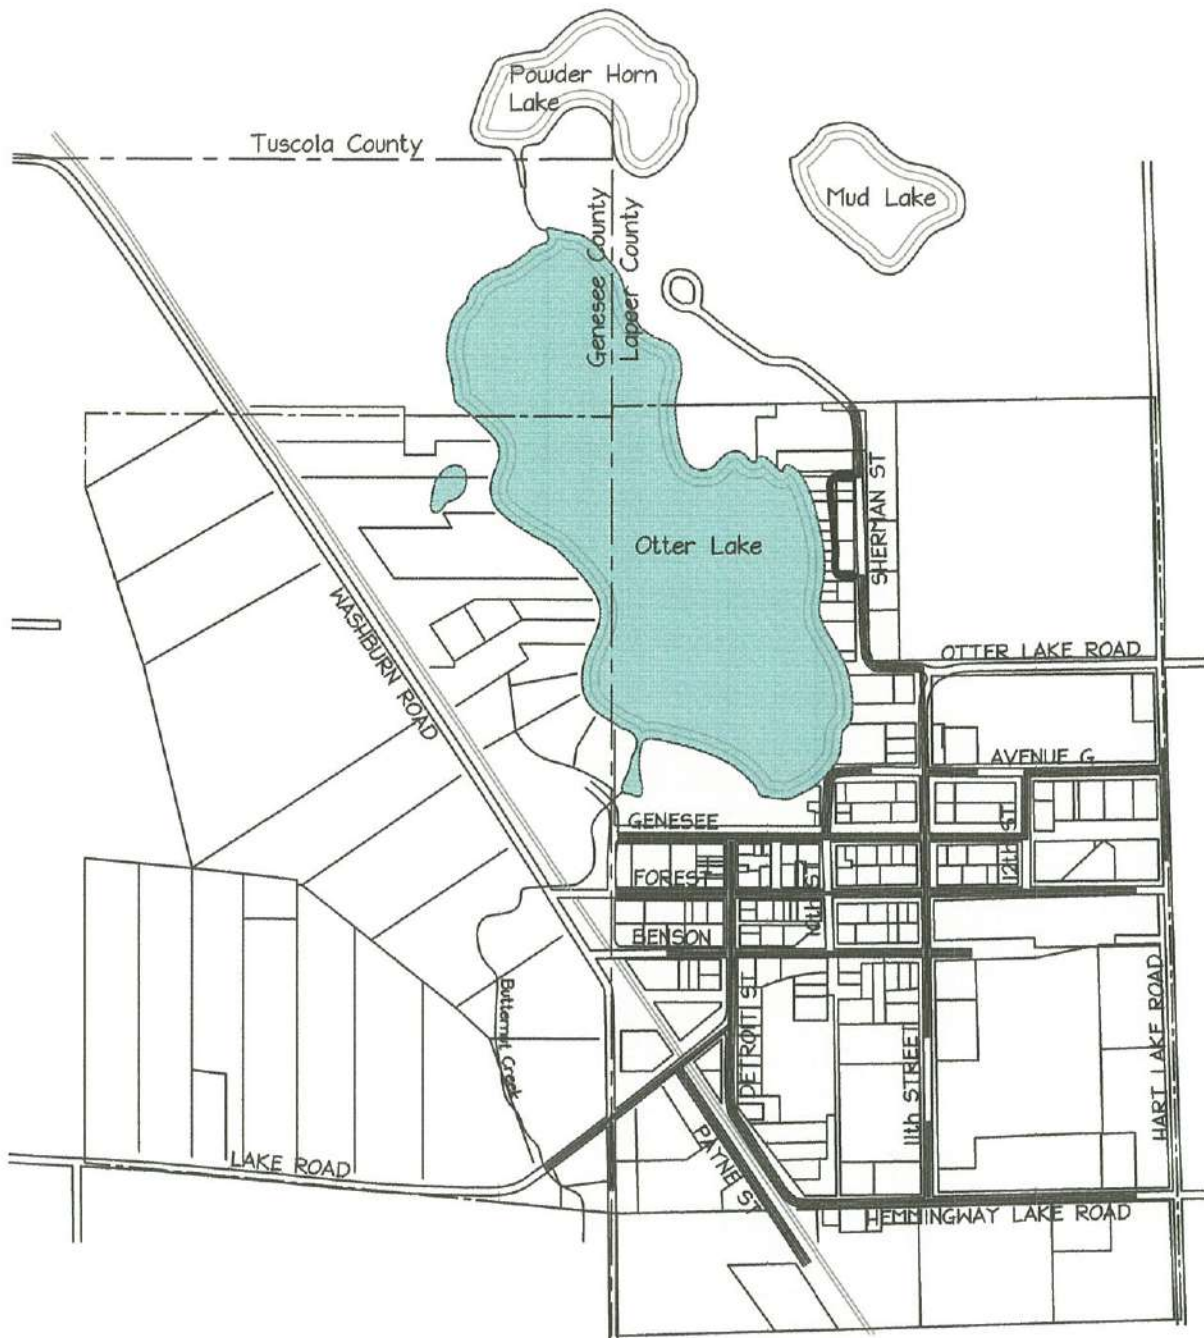 Powder Horn
Lake
Tuscola County
Mud Lake
Genesee County
Lapeer County
SHERMAN ST
Otter Lake
WASHBURN ROAD
OTTER LAKE ROAD
AVENUE G
GENESEE
12th ST
FOREST
10th ST
BENSON
Butternut Creek
DETROIT ST
11th STREET
HART LAKE ROAD
PAYNE ST
LAKE ROAD
HEMMINGWAY LAKE ROAD